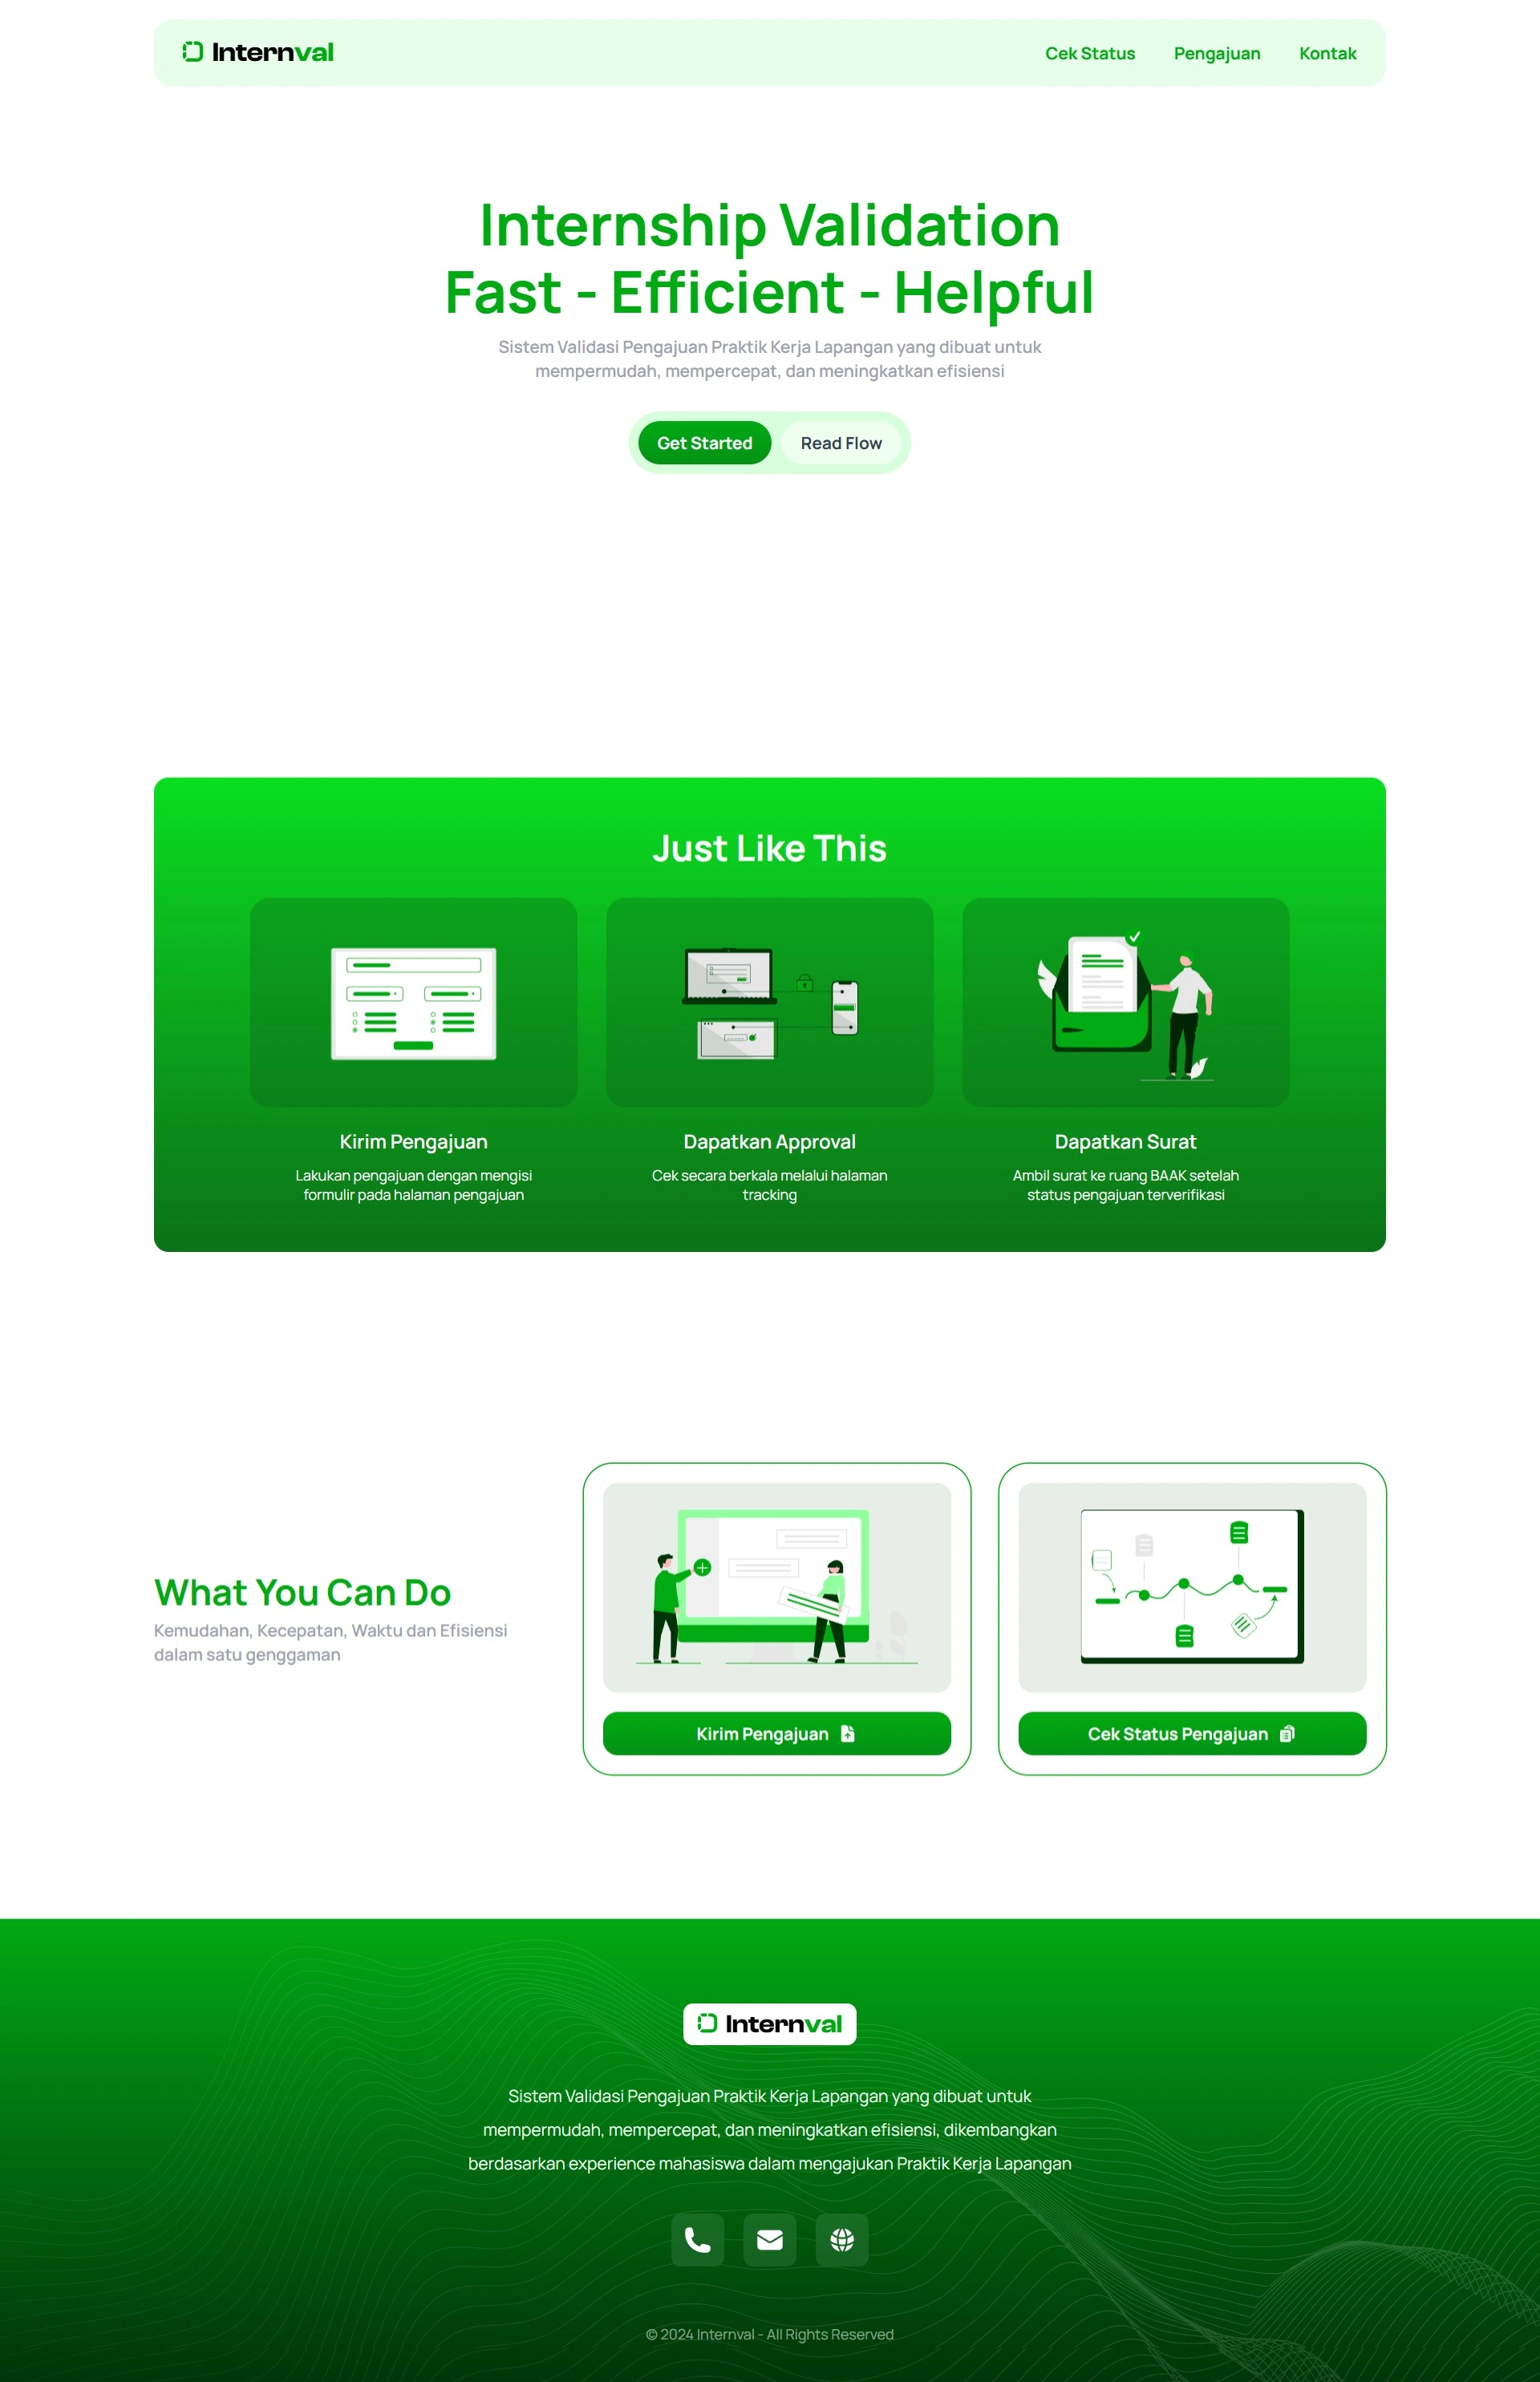 Internval
Cek Status
Pengajuan
Kontak
Internship Validation
Fast - Efficient - Helpful
Sistem Validasi Pengajuan Praktik Kerja Lapangan yang dibuat untuk
mempermudah, mempercepat, dan meningkatkan efisiensi
Get Started
Read Flow
Just Like This
Kirim Pengajuan
Lakukan pengajuan dengan mengisi
formulir pada halaman pengajuan
Dapatkan Approval
Cek secara berkala melalui halaman
tracking
Dapatkan Surat
Ambil surat ke ruang BAAK setelah
status pengajuan terverifikasi
What You Can Do
Kemudahan, Kecepatan, Waktu dan Efisiensi
dalam satu genggaman
Kirim Pengajuan
Cek Status Pengajuan
Internval
Sistem Validasi Pengajuan Praktik Kerja Lapangan yang dibuat untuk
mempermudah, mempercepat, dan meningkatkan efisiensi, dikembangkan
berdasarkan experience mahasiswa dalam mengajukan Praktik Kerja Lapangan
© 2024 Internval - All Rights Reserved